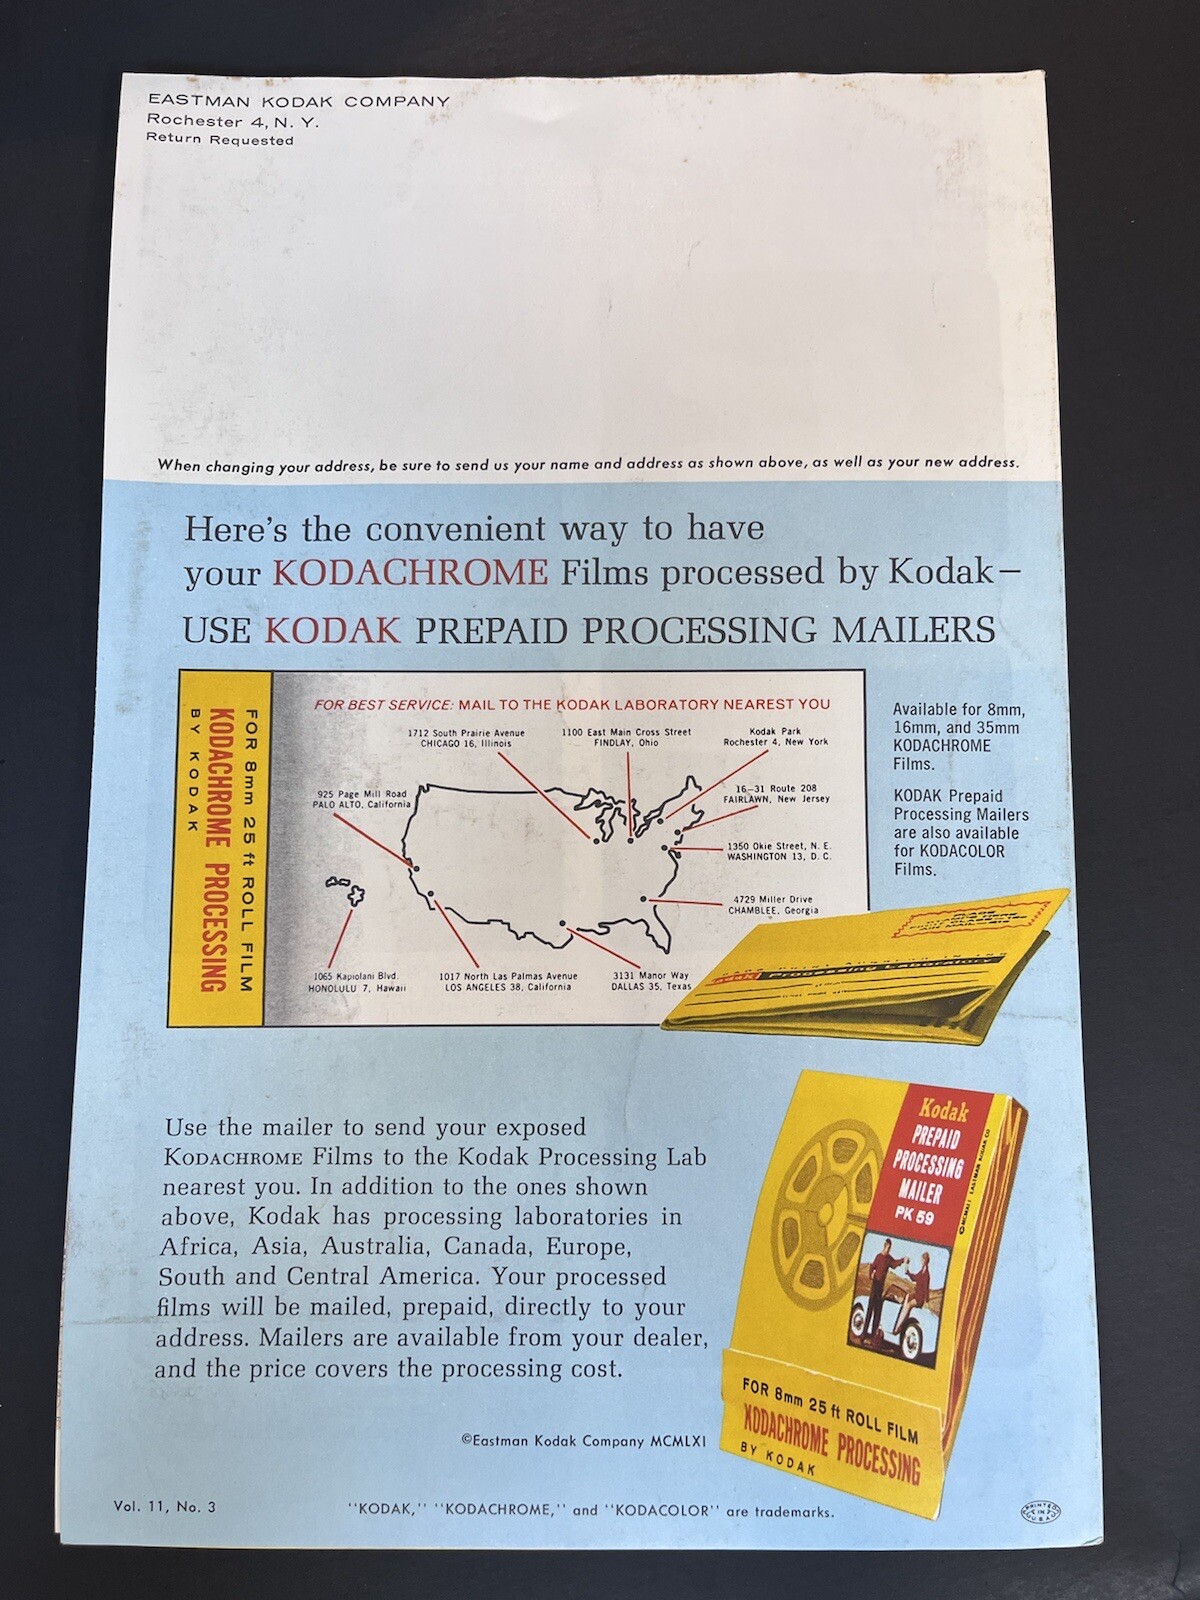 EASTMAN KODAK COMPANY
Rochester 4, N. Y.
Return Requested
When changing your address, be sure to send us your name and address as shown above, as well as your new address.
Here's the convenient way to have
your KODACHROME Films processed by Kodak—
USE KODAK PREPAID PROCESSING MAILERS
FOR 8mm 25 ft ROLL FILM
KODACHROME PROCESSING
BY KODAK
FOR BEST SERVICE: MAIL TO THE KODAK LABORATORY NEAREST YOU
1712 South Prairie Avenue
CHICAGO 16, Illinois
1100 East Main Cross Street
FINDLAY, Ohio
Kodak Park
Rochester 4, New York
925 Page Mill Road
PALO ALTO, California
16–31 Route 208
FAIRLAWN, New Jersey
1350 Okie Street, N. E.
WASHINGTON 13, D. C.
4729 Miller Drive
CHAMBLEE, Georgia
1065 Kapiolani Blvd.
HONOLULU 7, Hawaii
1017 North Las Palmas Avenue
LOS ANGELES 38, California
3131 Manor Way
DALLAS 35, Texas
Available for 8mm,
16mm, and 35mm
KODACHROME
Films.
KODAK Prepaid
Processing Mailers
are also available
for KODACOLOR
Films.
Processing Laboratory
Use the mailer to send your exposed
KODACHROME Films to the Kodak Processing Lab
nearest you. In addition to the ones shown
above, Kodak has processing laboratories in
Africa, Asia, Australia, Canada, Europe,
South and Central America. Your processed
films will be mailed, prepaid, directly to your
address. Mailers are available from your dealer,
and the price covers the processing cost.
Kodak
PREPAID
PROCESSING
MAILER
PK 59
©MCMLXI EASTMAN KODAK CO
FOR 8mm 25 ft ROLL FILM
KODACHROME PROCESSING
BY KODAK
©Eastman Kodak Company MCMLXI
Vol. 11, No. 3
"KODAK," "KODACHROME," and "KODACOLOR" are trademarks.
PRINTED
IN
U.S.A.